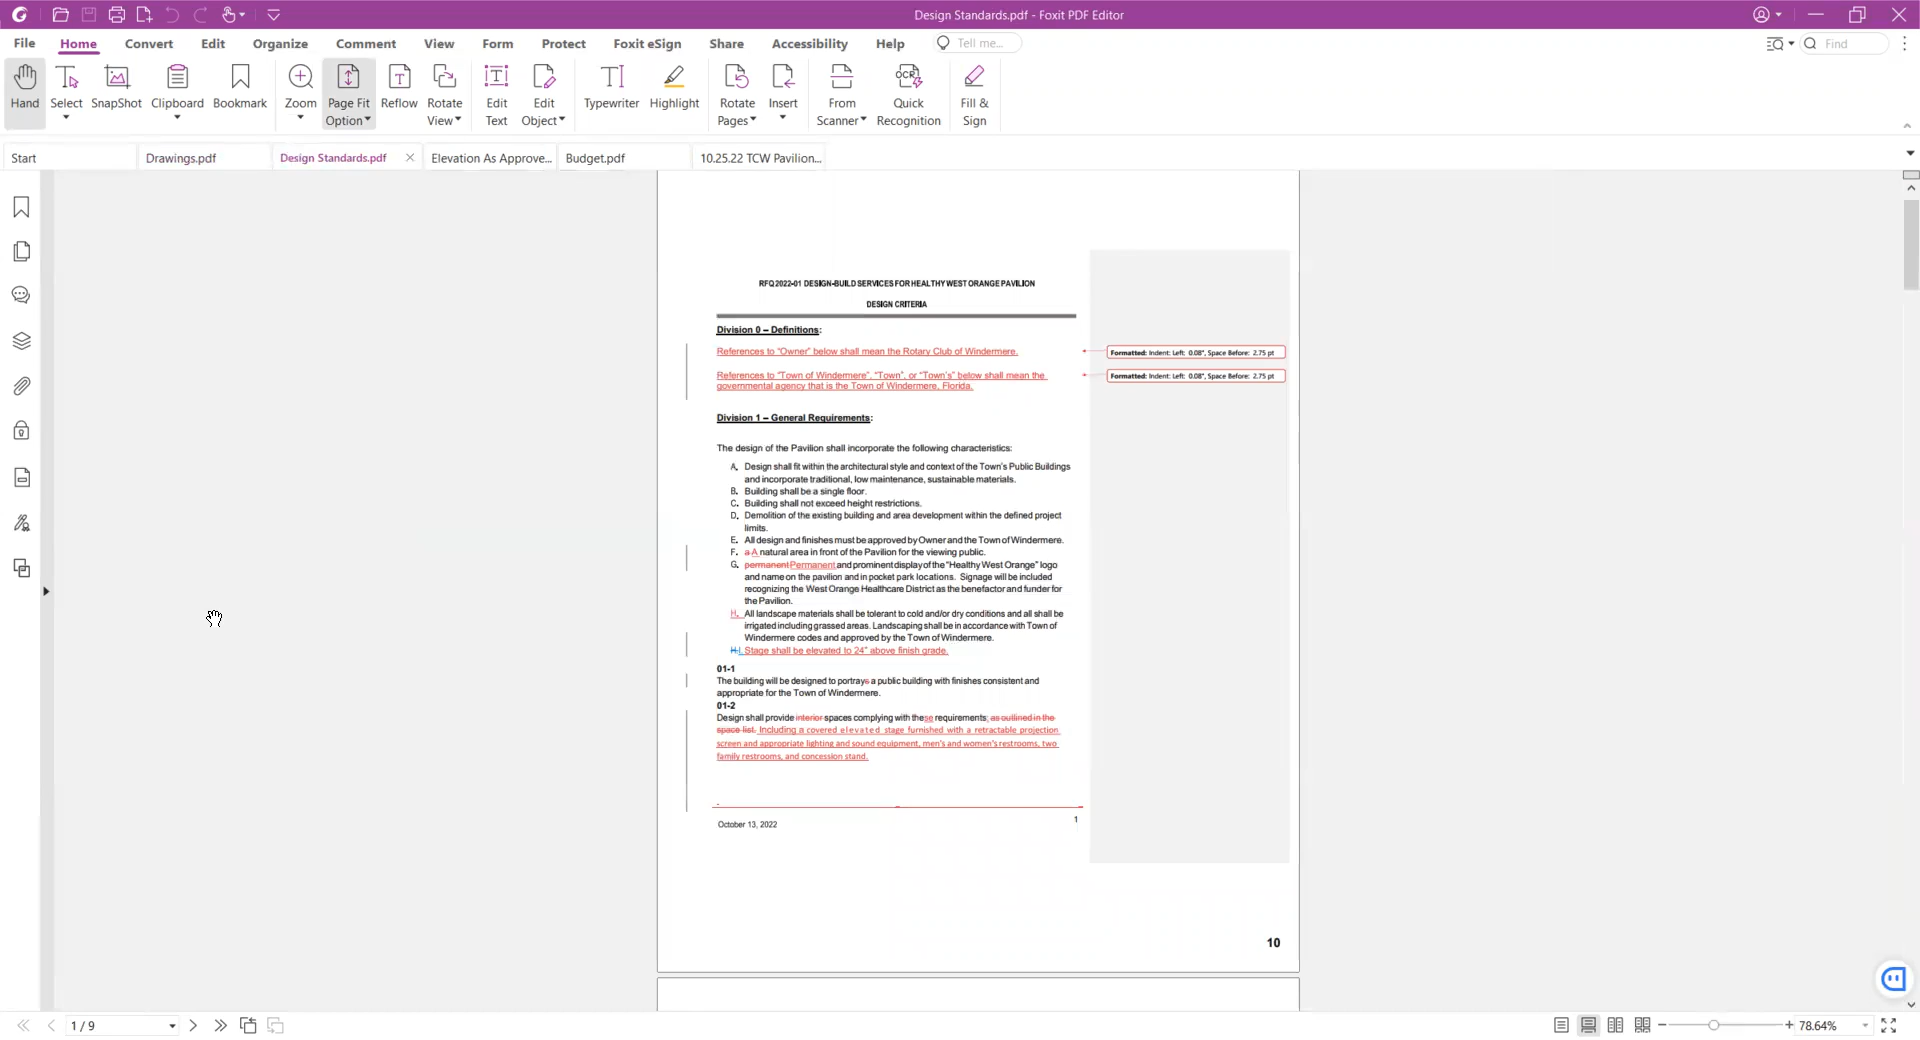 Design Standards.pdf - Foxit PDF Editor
File Home Convert Edit Organize Comment View Form Protect Foxit eSign Share Accessibility Help Tell me... Find
Hand Select SnapShot Clipboard Bookmark Zoom Page Fit Option Reflow Rotate View Edit Text Edit Object Typewriter Highlight Rotate Pages Insert From Scanner OCR Quick Recognition Fill & Sign
Start Drawings.pdf Design Standards.pdf Elevation As Approve... Budget.pdf 10.25.22 TCW Pavilion...
RFQ 2022-01 DESIGN-BUILD SERVICES FOR HEALTHY WEST ORANGE PAVILION
DESIGN CRITERIA
Division 0 – Definitions:
References to "Owner" below shall mean the Rotary Club of Windermere.
Formatted: Indent: Left: 0.08", Space Before: 2.75 pt
References to "Town of Windermere", "Town", or "Town's" below shall mean the
Formatted: Indent: Left: 0.08", Space Before: 2.75 pt
governmental agency that is the Town of Windermere, Florida.
Division 1 – General Requirements:
The design of the Pavilion shall incorporate the following characteristics:
A. Design shall fit within the architectural style and context of the Town's Public Buildings
and incorporate traditional, low maintenance, sustainable materials.
B. Building shall be a single floor.
C. Building shall not exceed height restrictions.
D. Demolition of the existing building and area development within the defined project
limits.
E. All design and finishes must be approved by Owner and the Town of Windermere.
F. a A natural area in front of the Pavilion for the viewing public.
G. permanent Permanent and prominent display of the "Healthy West Orange" logo
and name on the pavilion and in pocket park locations. Signage will be included
recognizing the West Orange Healthcare District as the benefactor and funder for
the Pavilion.
H. All landscape materials shall be tolerant to cold and/or dry conditions and all shall be
irrigated including grassed areas. Landscaping shall be in accordance with Town of
Windermere codes and approved by the Town of Windermere.
H.I. Stage shall be elevated to 24" above finish grade.
01-1
The building will be designed to portrays a public building with finishes consistent and
appropriate for the Town of Windermere.
01-2
Design shall provide interior spaces complying with these requirements; as outlined in the
space list. Including a covered elevated stage furnished with a retractable projection
screen and appropriate lighting and sound equipment, men's and women's restrooms, two
family restrooms, and concession stand.
October 13, 2022 1
10
1 / 9 78.64%